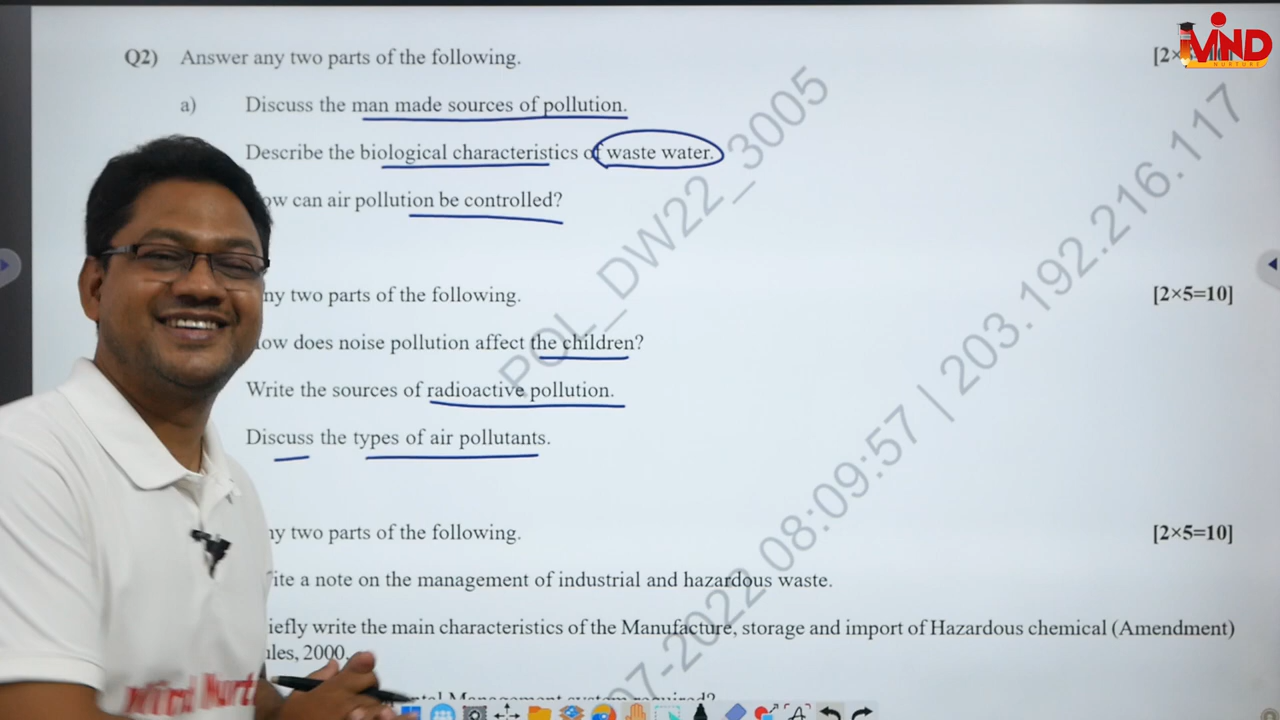 Q2) Answer any two parts of the following.
MIND
NURTURE
a) Discuss the man made sources of pollution.
Describe the biological characteristics of waste water.
ow can air pollution be controlled?
ny two parts of the following. [2×5=10]
ow does noise pollution affect the children?
Write the sources of radioactive pollution.
Discuss the types of air pollutants.
ny two parts of the following. [2×5=10]
ite a note on the management of industrial and hazardous waste.
iefly write the main characteristics of the Manufacture, storage and import of Hazardous chemical (Amendment)
ules, 2000.
POL_DW22_3005
07-2022 08:09:57 | 203.192.216.117